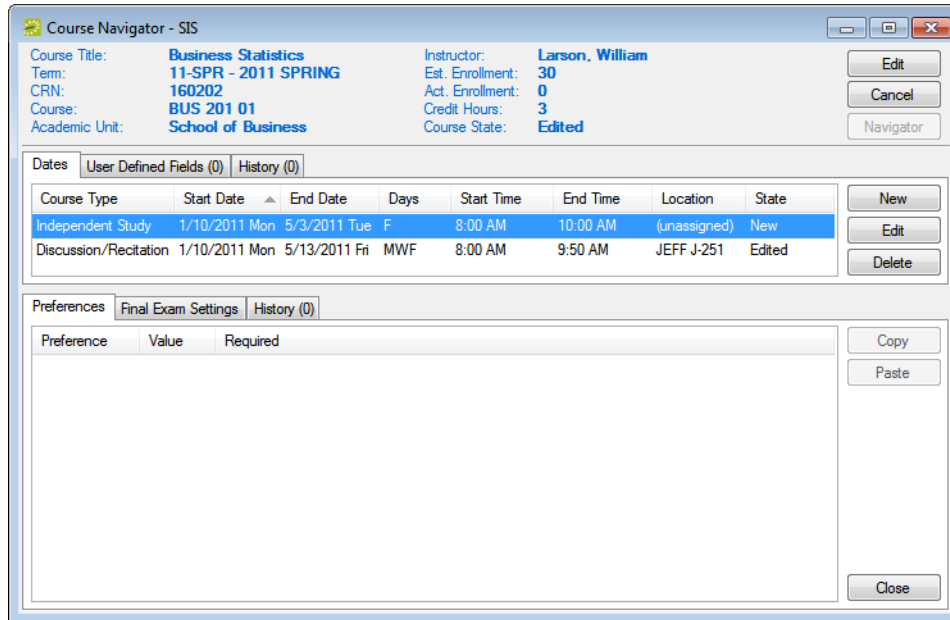 Course Navigator - SIS
Course Title: Business Statistics Instructor: Larson, William
Edit
Term: 11-SPR - 2011 SPRING Est. Enrollment: 30
CRN: 160202 Act. Enrollment: 0
Cancel
Course: BUS 201 01 Credit Hours: 3
Academic Unit: School of Business Course State: Edited
Navigator
Dates User Defined Fields (0) History (0)
Course Type Start Date End Date Days Start Time End Time Location State
New
Independent Study 1/10/2011 Mon 5/3/2011 Tue F 8:00 AM 10:00 AM (unassigned) New
Edit
Discussion/Recitation 1/10/2011 Mon 5/13/2011 Fri MWF 8:00 AM 9:50 AM JEFF J-251 Edited
Delete
Preferences Final Exam Settings History (0)
Preference Value Required
Copy
Paste
Close